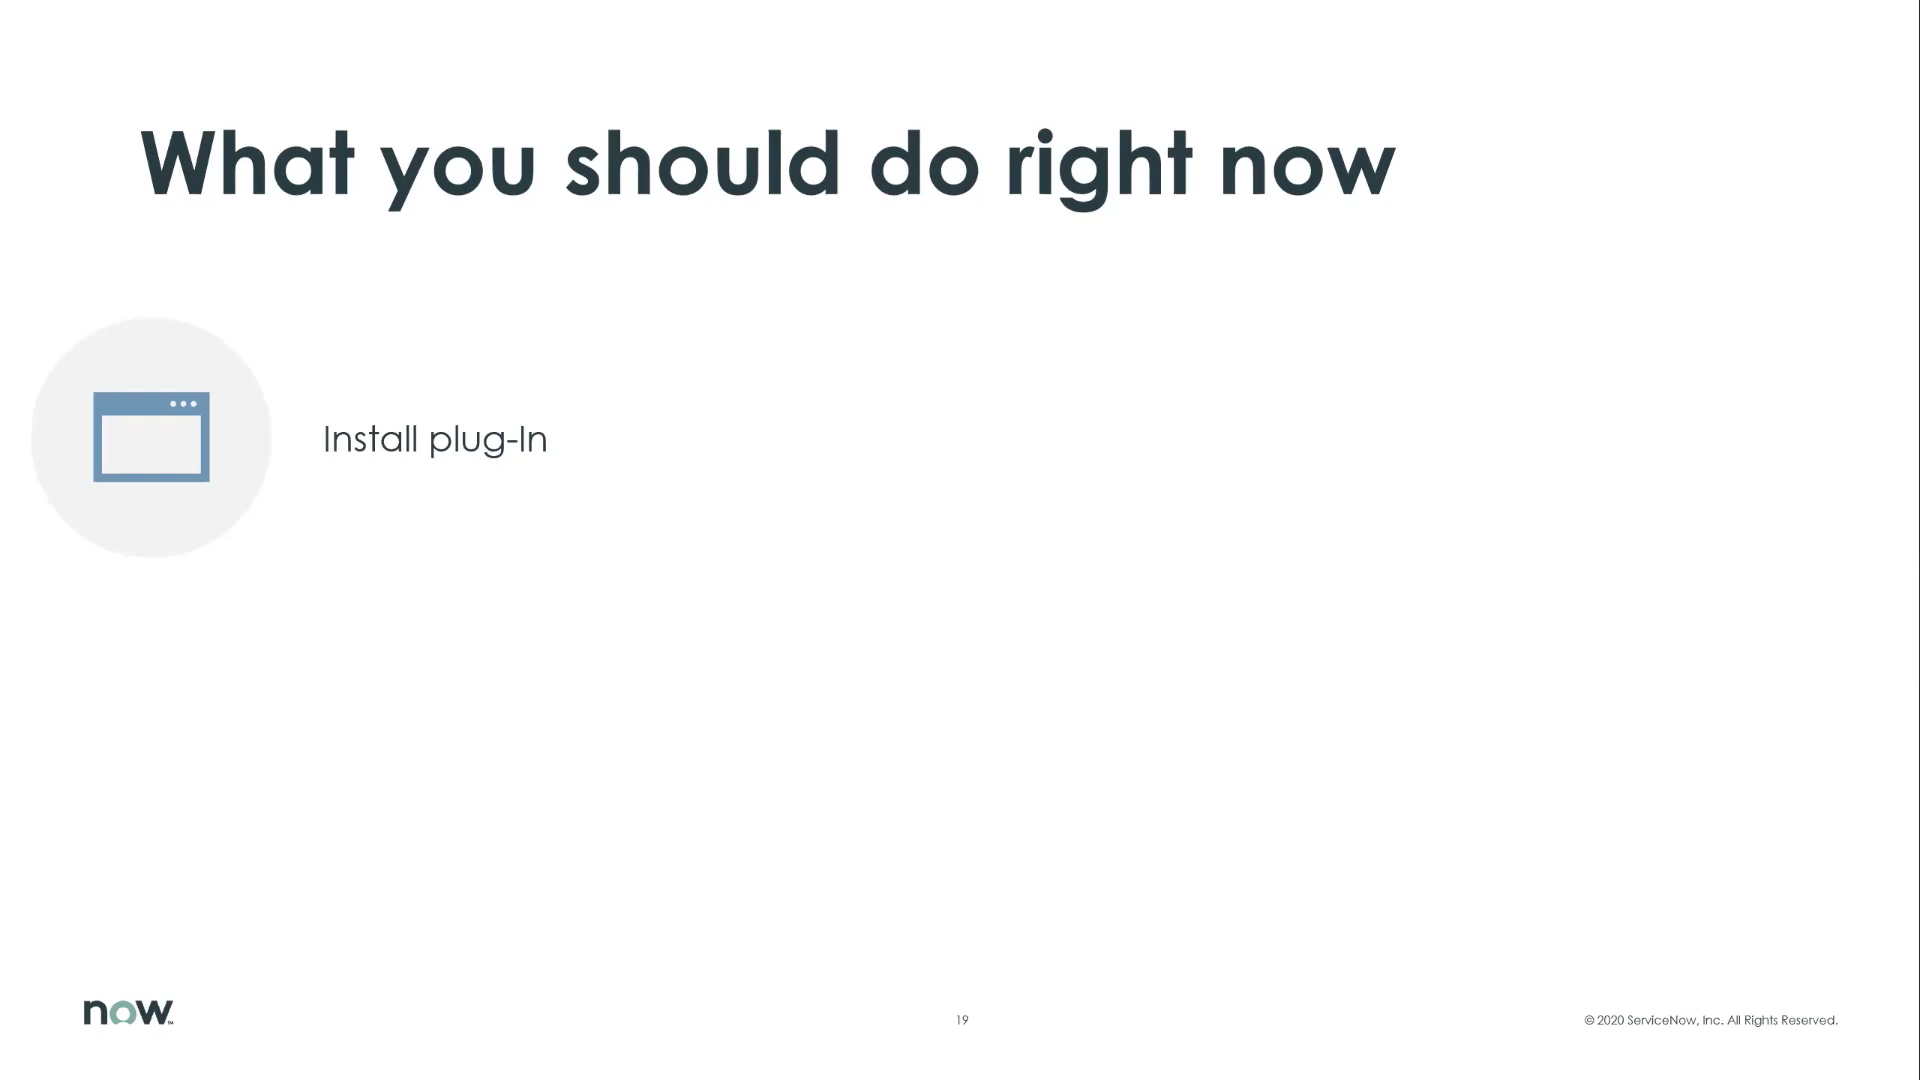 What you should do right now
Install plug-In
now
19
© 2020 ServiceNow, Inc. All Rights Reserved.